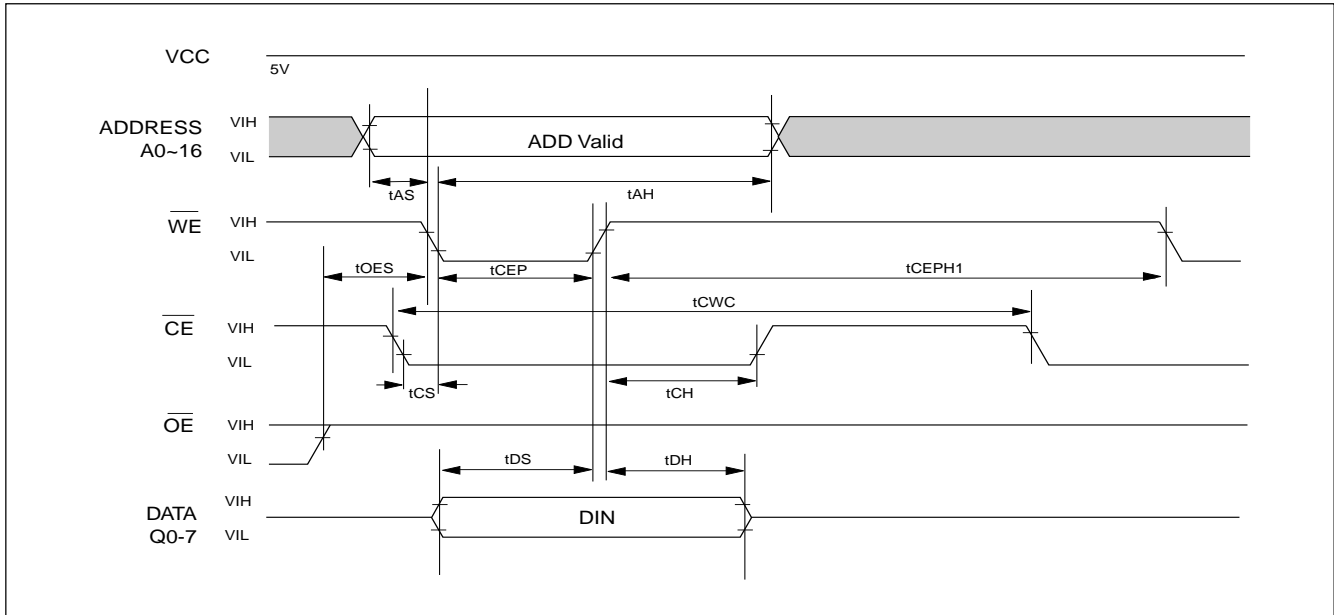 VCC
5V
ADDRESS
A0~16
VIH
VIL
ADD Valid
tAS
tAH
WE
VIH
VIL
tOES
tCEP
tCEPH1
tCWC
CE
VIH
VIL
tCS
tCH
OE
VIH
VIL
tDS
tDH
DATA
Q0-7
VIH
VIL
DIN